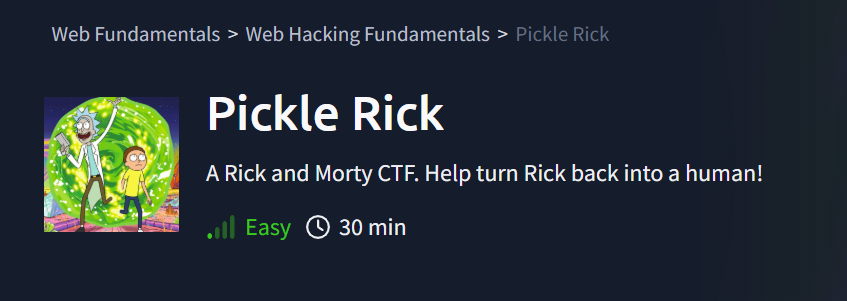 Web Fundamentals > Web Hacking Fundamentals > Pickle Rick
Pickle Rick
A Rick and Morty CTF. Help turn Rick back into a human!
Easy 30 min